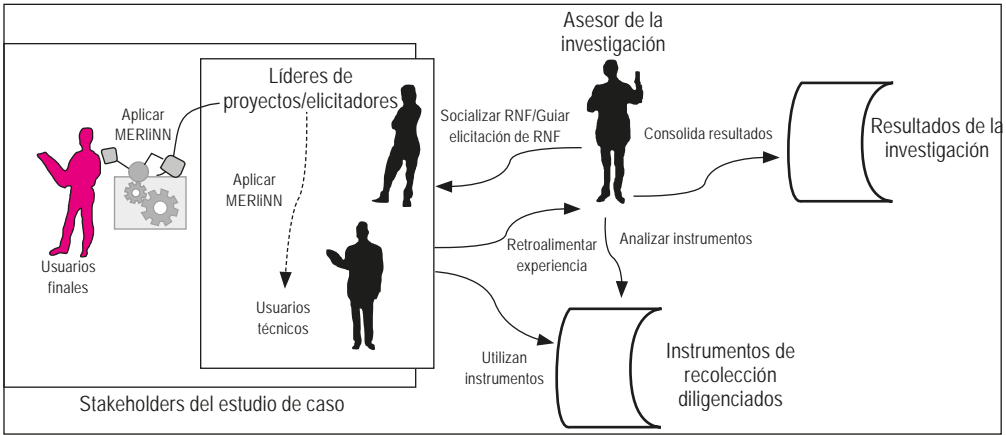 Asesor de la
investigación
Líderes de
proyectos/elicitadores
Aplicar
MERliNN
Socializar RNF/Guiar
elicitación de RNF
Consolida resultados
Resultados de la
investigación
Aplicar
MERliNN
Retroalimentar
experiencia
Analizar instrumentos
Usuarios
finales
Usuarios
técnicos
Utilizan
instrumentos
Instrumentos de
recolección
diligenciados
Stakeholders del estudio de caso